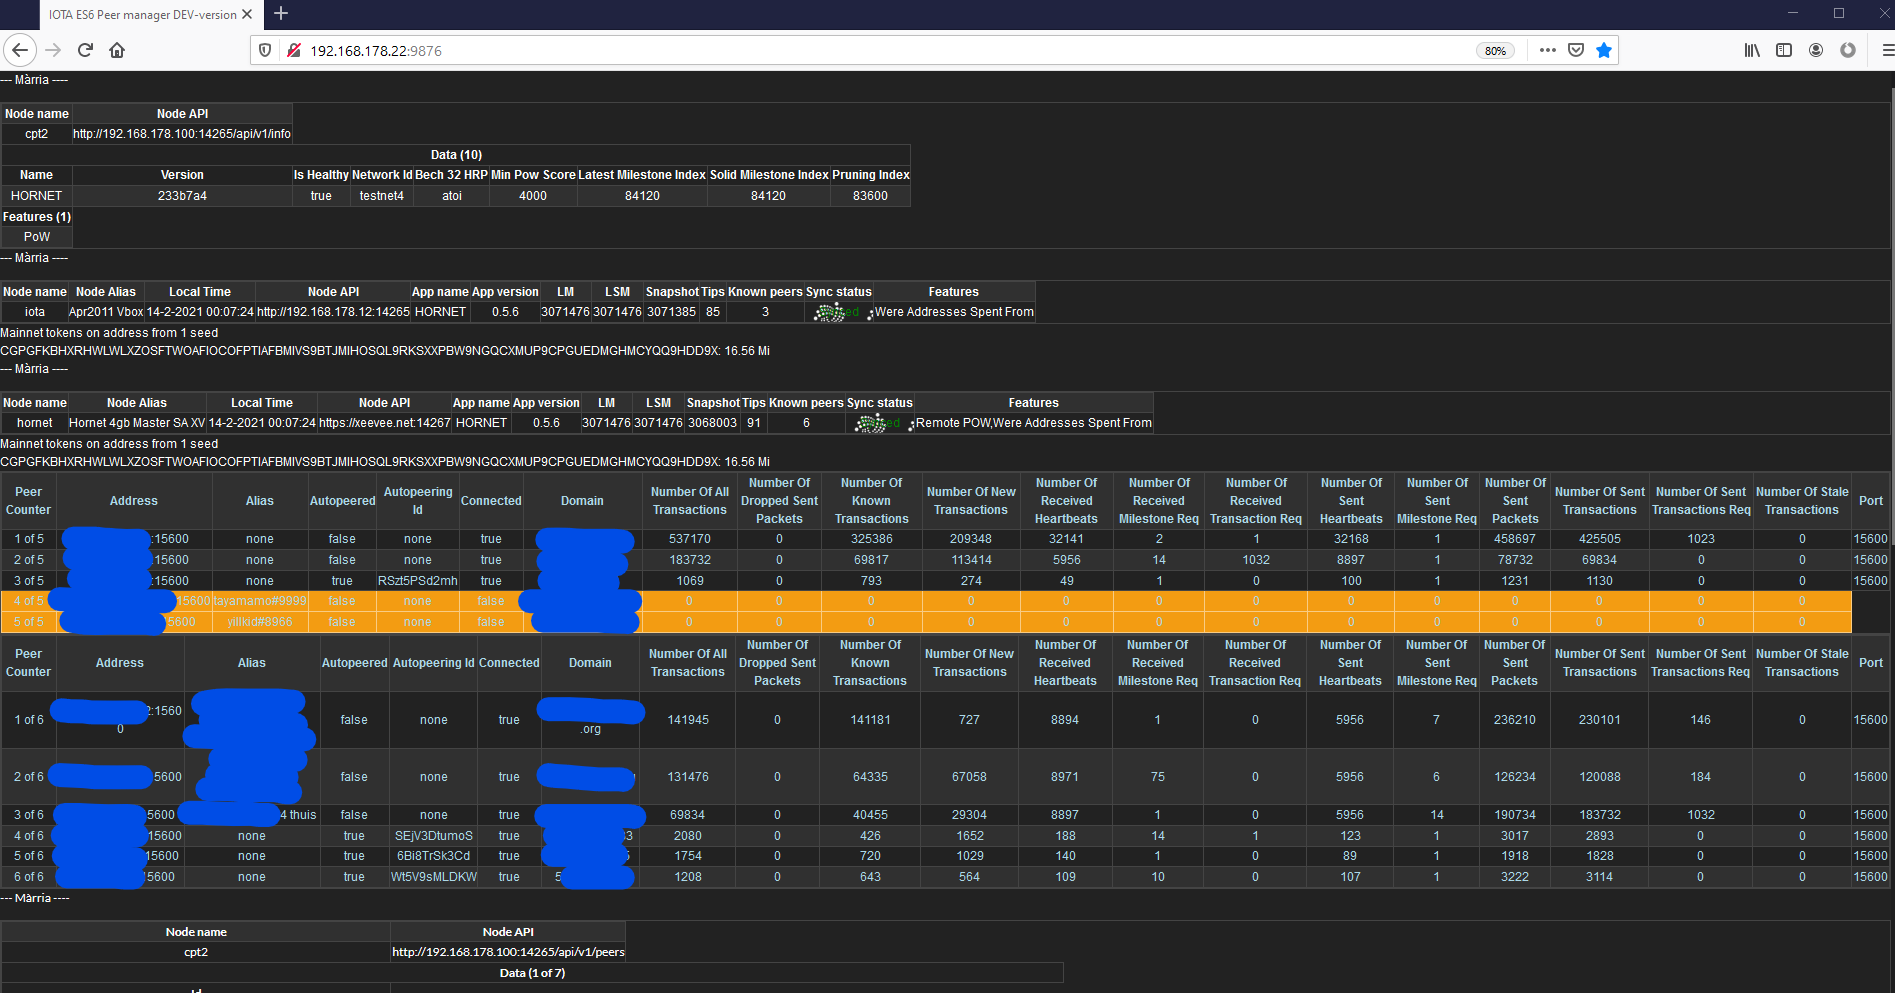 IOTA ES6 Peer manager DEV-version
192.168.178.22:9876
80%
--- Màrria ----
Node name Node API
cpt2 http://192.168.178.100:14265/api/v1/info
Data (10)
Name Version Is Healthy Network Id Bech 32 HRP Min Pow Score Latest Milestone Index Solid Milestone Index Pruning Index
HORNET 233b7a4 true testnet4 atoi 4000 84120 84120 83600
Features (1)
PoW
--- Màrria ----
Node name Node Alias Local Time Node API App name App version LM LSM Snapshot Tips Known peers Sync status Features
iota Apr2011 Vbox 14-2-2021 00:07:24 http://192.168.178.12:14265 HORNET 0.5.6 3071476 3071476 3071385 85 3 Were Addresses Spent From
Mainnet tokens on address from 1 seed
CGPGFKBHXRHWLWLXZOSFTWOAFIOCOFPTIAFBMIVS9BTJMIHOSQL9RKSXXPBW9NGQCXMUP9CPGUEDMGHMCYQQ9HDD9X: 16.56 Mi
--- Màrria ----
Node name Node Alias Local Time Node API App name App version LM LSM Snapshot Tips Known peers Sync status Features
hornet Hornet 4gb Master SA XV 14-2-2021 00:07:24 https://xeevee.net:14267 HORNET 0.5.6 3071476 3071476 3068003 91 6 Remote POW,Were Addresses Spent From
Mainnet tokens on address from 1 seed
CGPGFKBHXRHWLWLXZOSFTWOAFIOCOFPTIAFBMIVS9BTJMIHOSQL9RKSXXPBW9NGQCXMUP9CPGUEDMGHMCYQQ9HDD9X: 16.56 Mi
Peer Counter Address Alias Autopeered Autopeering Id Connected Domain Number Of All Transactions Number Of Dropped Sent Packets Number Of Known Transactions Number Of New Transactions Number Of Received Heartbeats Number Of Received Milestone Req Number Of Received Transaction Req Number Of Sent Heartbeats Number Of Sent Milestone Req Number Of Sent Packets Number Of Sent Transactions Number Of Sent Transactions Req Number Of Stale Transactions Port
1 of 5 :15600 none false none true 537170 0 325386 209348 32141 2 1 32168 1 458697 425505 1023 0 15600
2 of 5 :15600 none false none true 183732 0 69817 113414 5956 14 1032 8897 1 78732 69834 0 0 15600
3 of 5 :15600 none true RSzt5PSd2mh true 1069 0 793 274 49 1 0 100 1 1231 1130 0 0 15600
4 of 5 15600 tayamamo#9999 false none false 0 0 0 0 0 0 0 0 0 0 0 0 0
5 of 5 5600 yillkid#8966 false none false 0 0 0 0 0 0 0 0 0 0 0 0 0
Peer Counter Address Alias Autopeered Autopeering Id Connected Domain Number Of All Transactions Number Of Dropped Sent Packets Number Of Known Transactions Number Of New Transactions Number Of Received Heartbeats Number Of Received Milestone Req Number Of Received Transaction Req Number Of Sent Heartbeats Number Of Sent Milestone Req Number Of Sent Packets Number Of Sent Transactions Number Of Sent Transactions Req Number Of Stale Transactions Port
1 of 6 2:1560 0 false none true .org 141945 0 141181 727 8894 1 0 5956 7 236210 230101 146 0 15600
2 of 6 5600 false none true 131476 0 64335 67058 8971 75 0 5956 6 126234 120088 184 0 15600
3 of 6 5600 4 thuis false none true 69834 0 40455 29304 8897 1 0 5956 14 190734 183732 1032 0 15600
4 of 6 15600 none true SEjV3DtumoS true 33 2080 0 426 1652 188 14 1 123 1 3017 2893 0 0 15600
5 of 6 15600 none true 6Bi8TrSk3Cd true 1754 0 720 1029 140 1 0 89 1 1918 1828 0 0 15600
6 of 6 15600 none true Wt5V9sMLDKW true 5 1208 0 643 564 109 10 0 107 1 3222 3114 0 0 15600
--- Màrria ----
Node name Node API
cpt2 http://192.168.178.100:14265/api/v1/peers
Data (1 of 7)